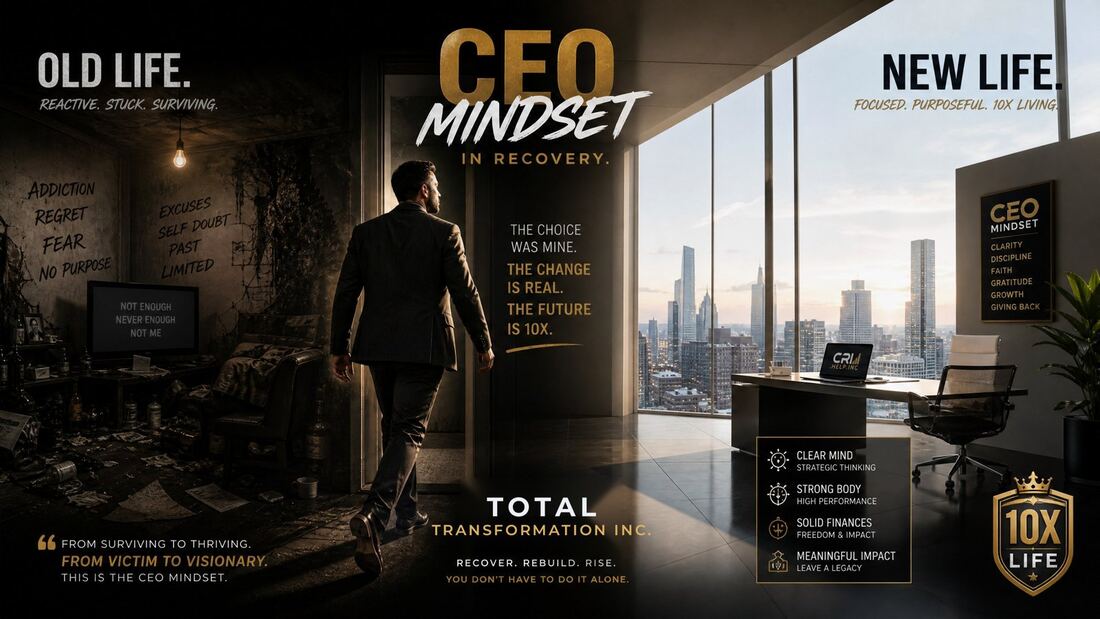 OLD LIFE.
REACTIVE. STUCK. SURVIVING.
ADDICTION
REGRET
FEAR
NO PURPOSE
EXCUSES
SELF DOUBT
PAST
LIMITED
NOT ENOUGH
NEVER ENOUGH
NOT ME
“ FROM SURVIVING TO THRIVING.
FROM VICTIM TO VISIONARY.
THIS IS THE CEO MINDSET.
CEO
MINDSET
IN RECOVERY.
THE CHOICE
WAS MINE.
THE CHANGE
IS REAL.
THE FUTURE
IS 10X.
TOTAL
TRANSFORMATION INC.
RECOVER. REBUILD. RISE.
YOU DON'T HAVE TO DO IT ALONE.
NEW LIFE.
FOCUSED. PURPOSEFUL. 10X LIVING.
CEO
MINDSET
CLARITY
DISCIPLINE
FAITH
GRATITUDE
GROWTH
GIVING BACK
CRI
.HELP.INC
CLEAR MIND
STRATEGIC THINKING
STRONG BODY
HIGH PERFORMANCE
SOLID FINANCES
FREEDOM & IMPACT
MEANINGFUL IMPACT
LEAVE A LEGACY
10X
LIFE